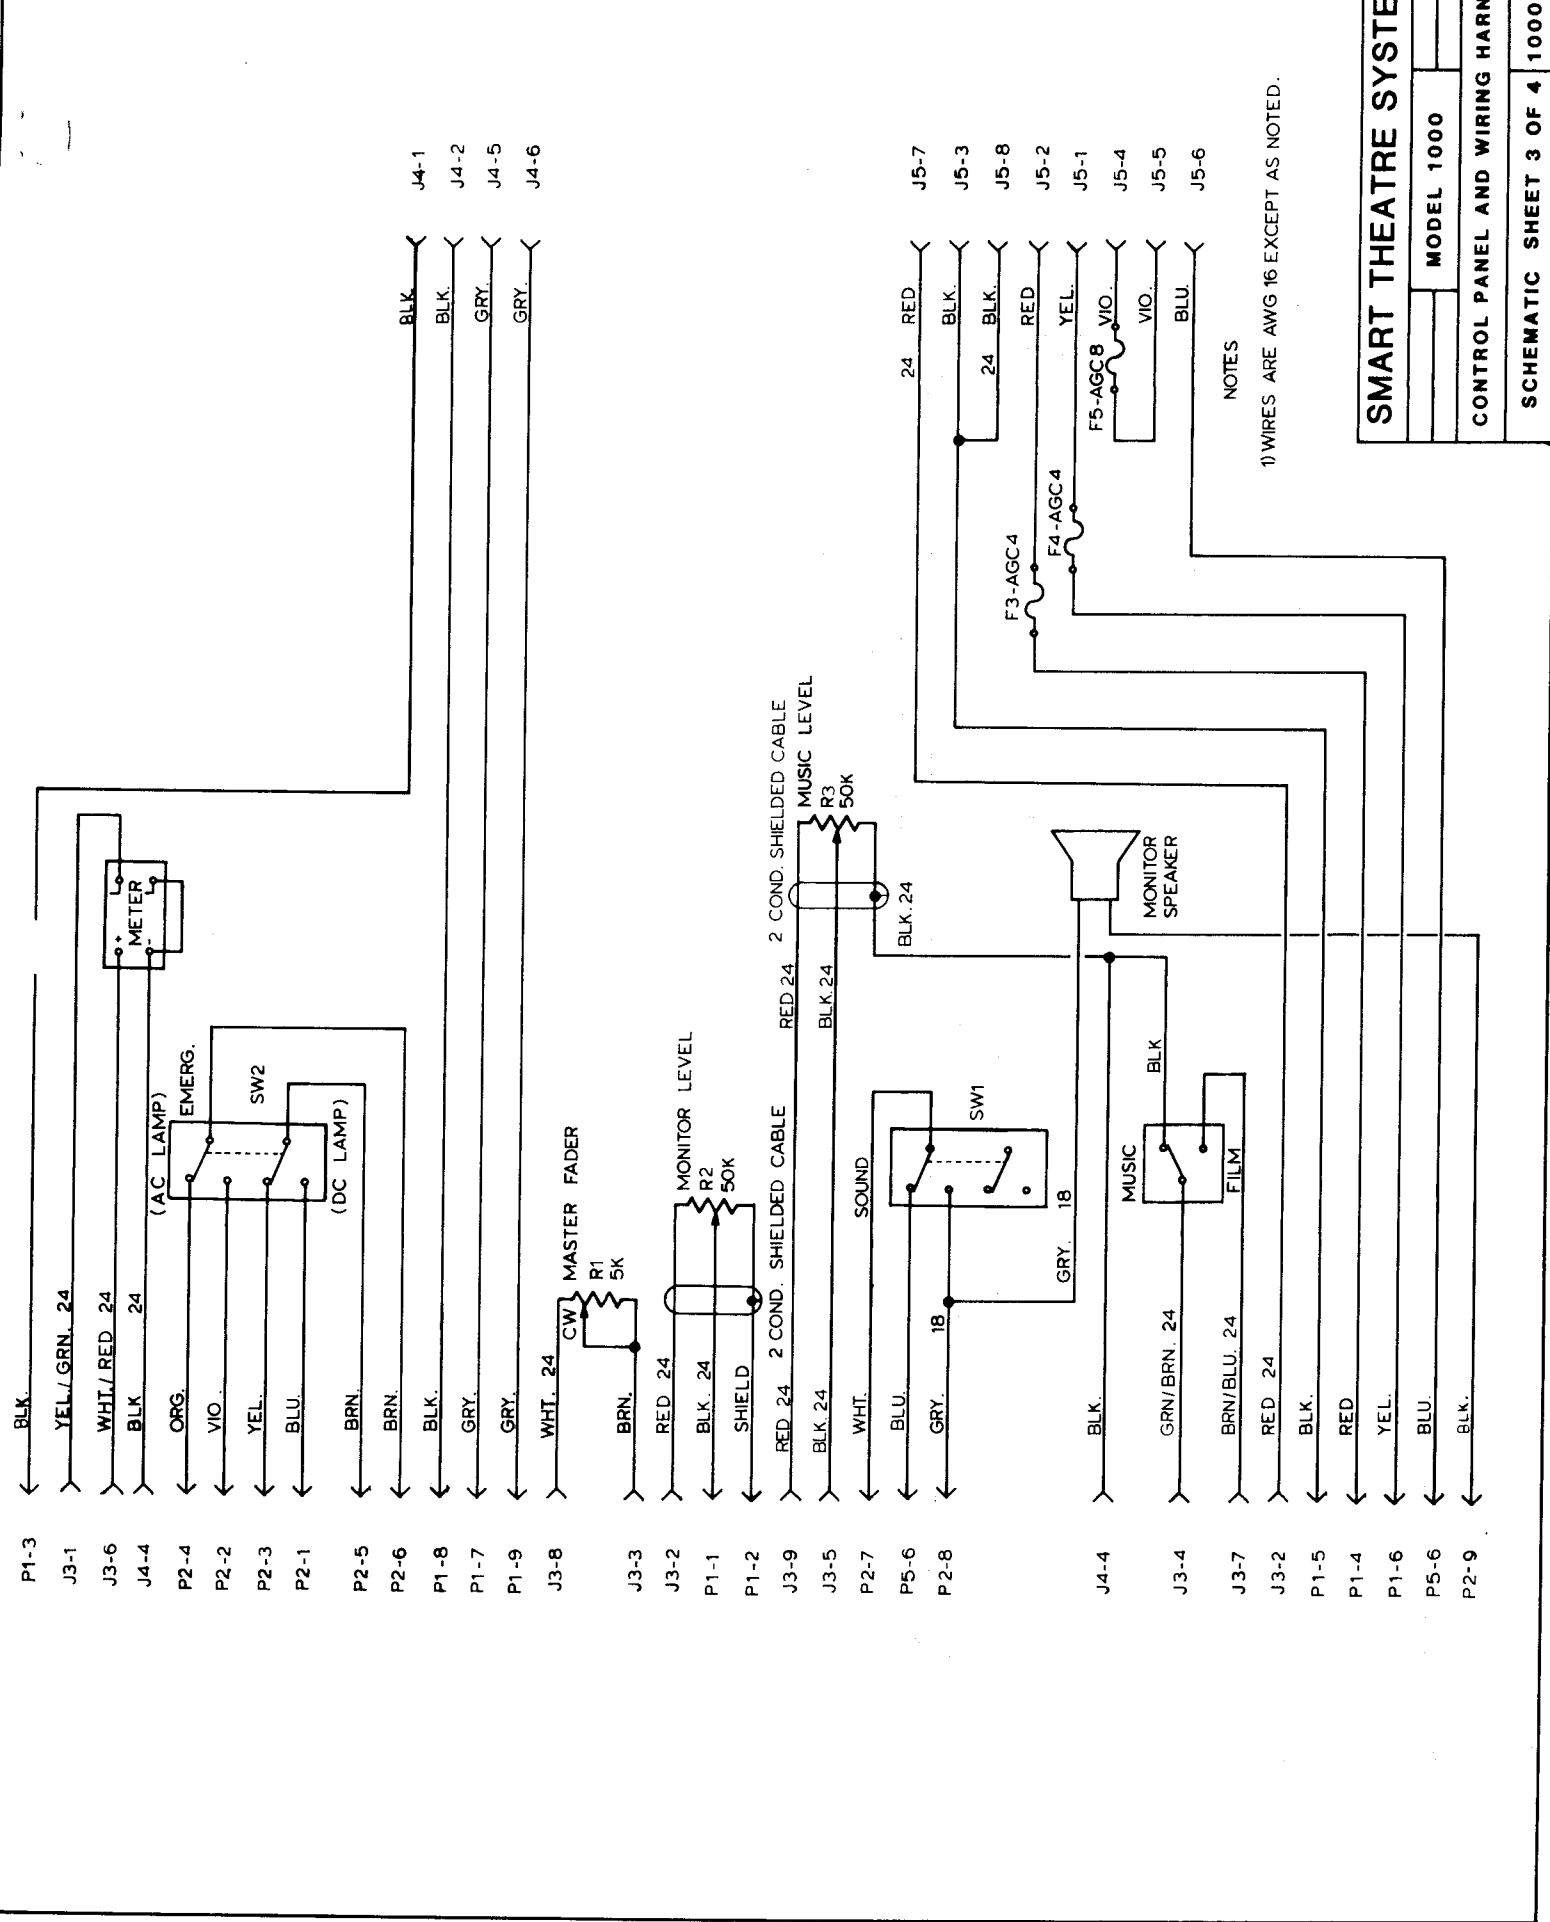 P1-3 BLK. BLK. J4-1
J3-1 YEL./GRN. 24
J3-6 WHT./RED 24
J4-4 BLK 24
+ METER -
P2-4 ORG.
P2-2 VIO.
P2-3 YEL.
P2-1 BLU.
(AC LAMP)
EMERG.
SW2
(DC LAMP)
P2-5 BRN.
P2-6 BRN.
P1-8 BLK. BLK. J4-2
P1-7 GRY. GRY. J4-5
P1-9 GRY. GRY. J4-6
J3-8 WHT. 24
CW MASTER FADER
R1
5K
J3-3 BRN.
J3-2 RED 24
MONITOR LEVEL
R2
50K
P1-1 BLK. 24
P1-2 SHIELD
2 COND. SHIELDED CABLE
2 COND. SHIELDED CABLE
J3-9 RED 24 RED 24
MUSIC LEVEL
R3
50K
J3-5 BLK. 24 BLK. 24
BLK. 24
P2-7 WHT.
SOUND
P5-6 BLU.
P2-8 GRY. 18
SW1
GRY. 18
MONITOR
SPEAKER
J4-4 BLK.
BLK
MUSIC
J3-4 GRN/BRN. 24
FILM
J3-7 BRN/BLU. 24
J3-2 RED 24
P1-5 BLK.
P1-4 RED
P1-6 YEL.
P5-6 BLU.
P2-9 BLK.
24 RED J5-7
BLK. J5-3
24 BLK. J5-8
F3-AGC4 RED J5-2
F4-AGC4 YEL. J5-1
F5-AGC8 VIO. J5-4
VIO. J5-5
BLU. J5-6
NOTES
1) WIRES ARE AWG 16 EXCEPT AS NOTED.
SMART THEATRE SYSTE
MODEL 1000
CONTROL PANEL AND WIRING HARN
SCHEMATIC SHEET 3 OF 4 1000